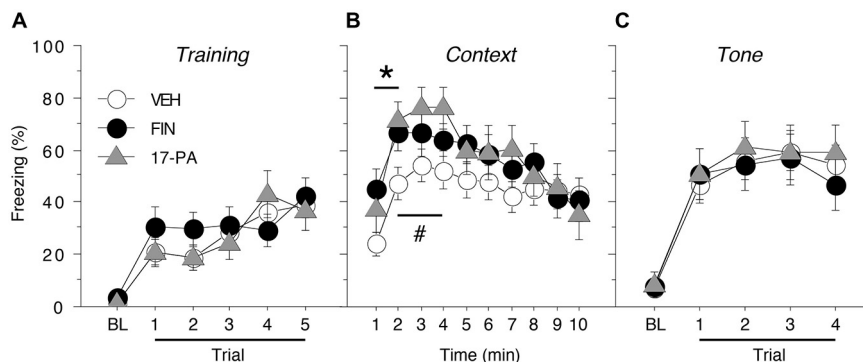 A
B
C
Training
Context
Tone
Freezing (%)
100
80
60
40
20
0
VEH
FIN
17-PA
*
#
BL 1 2 3 4 5
Trial
1 2 3 4 5 6 7 8 9 10
Time (min)
BL 1 2 3 4
Trial